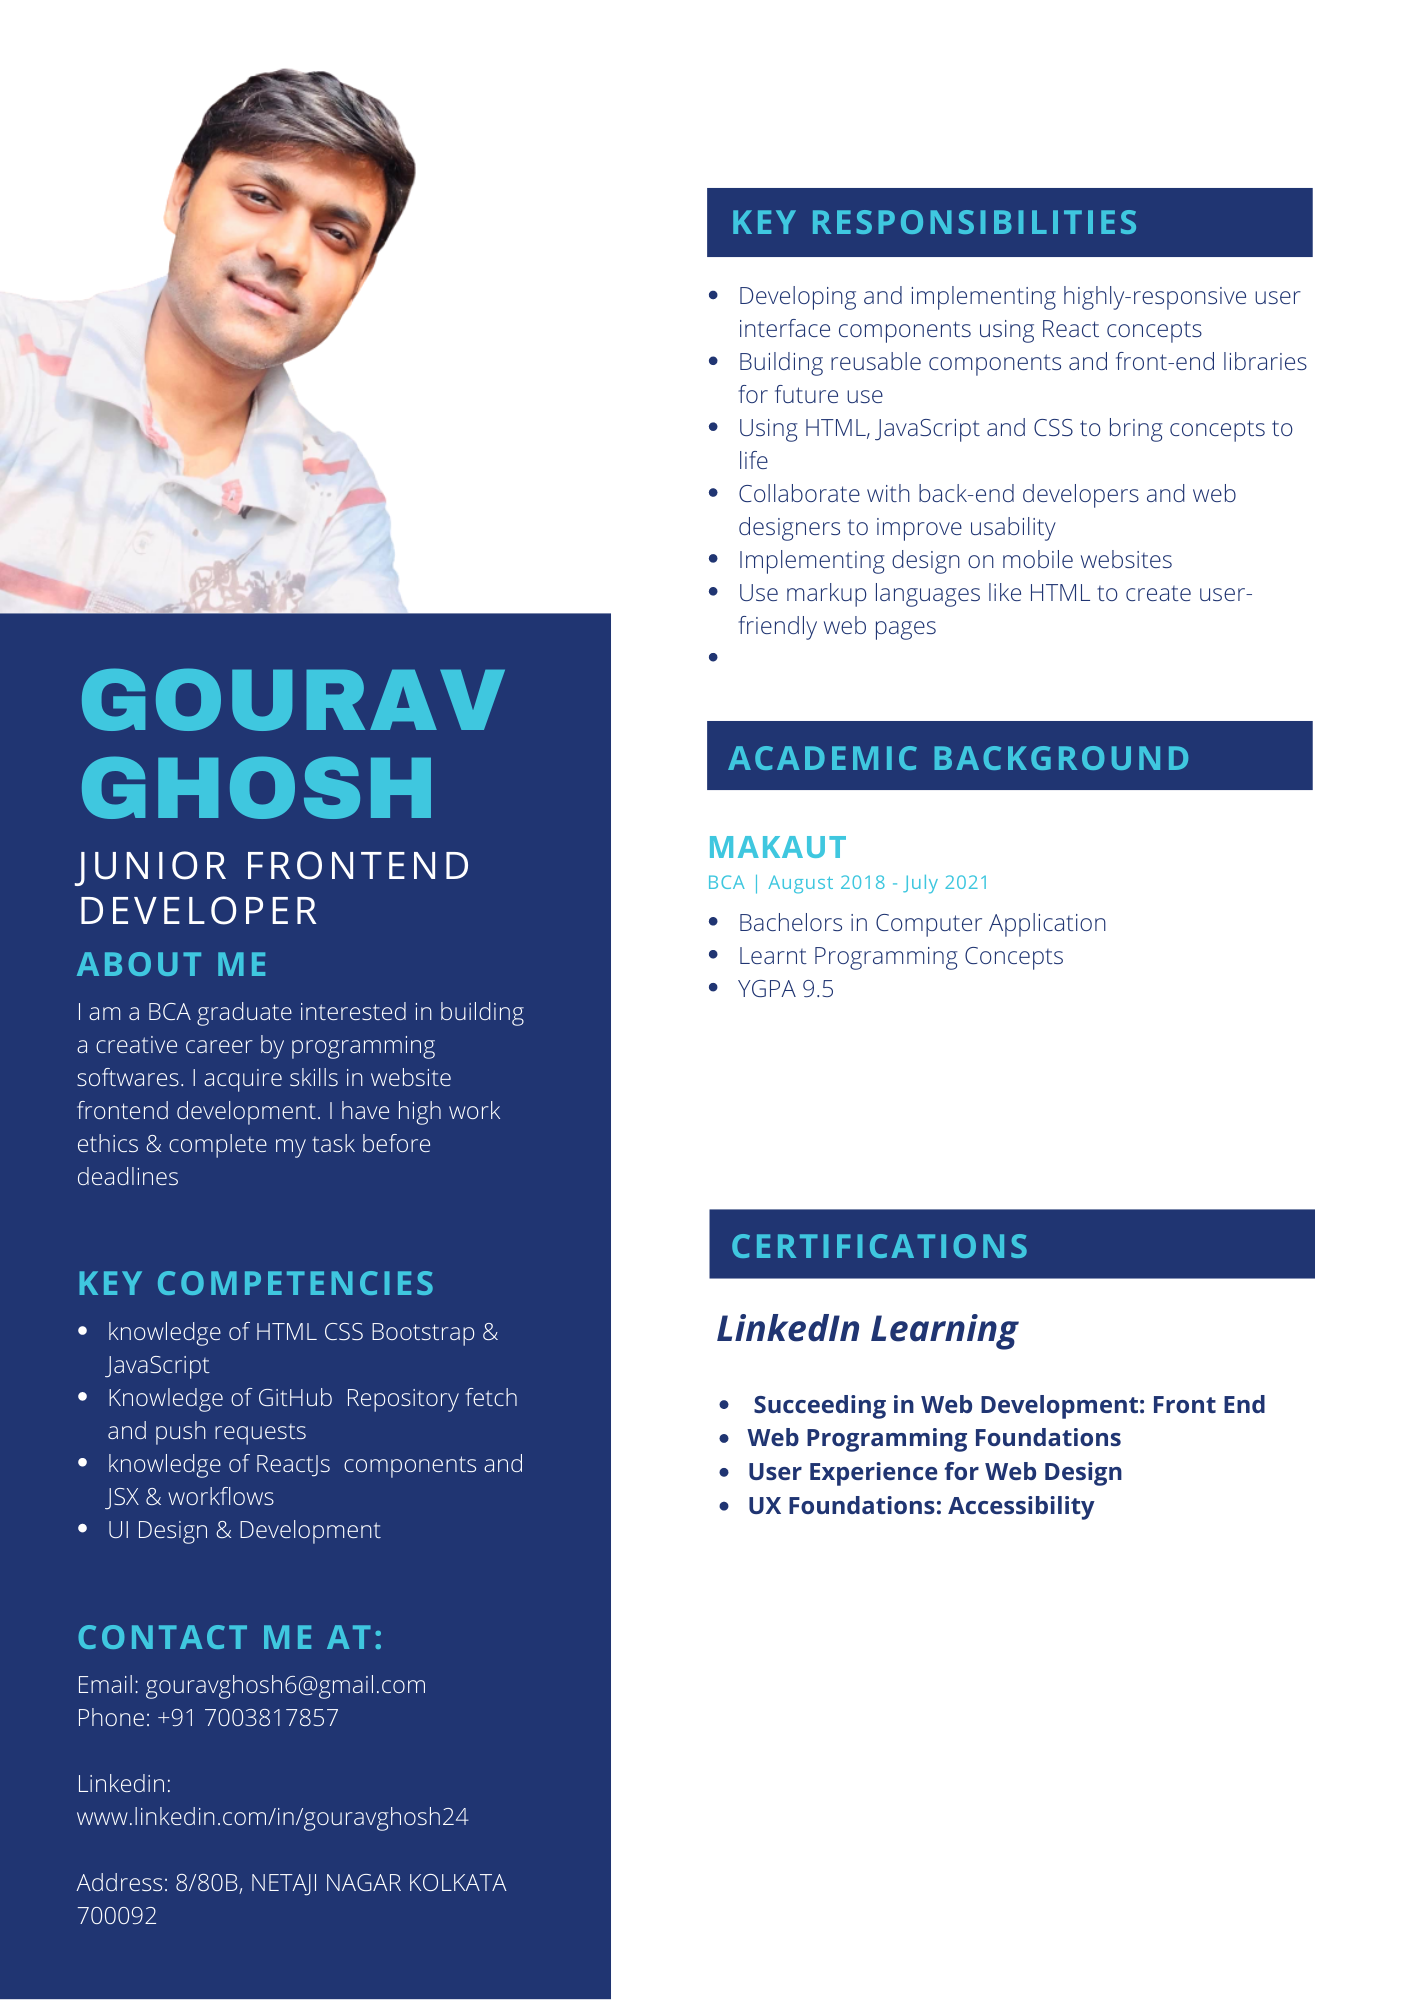 GOURAV
GHOSH
JUNIOR FRONTEND
DEVELOPER
ABOUT ME
I am a BCA graduate interested in building
a creative career by programming
softwares. I acquire skills in website
frontend development. I have high work
ethics & complete my task before
deadlines
KEY COMPETENCIES
knowledge of HTML CSS Bootstrap &
JavaScript
Knowledge of GitHub  Repository fetch
and push requests
knowledge of ReactJs  components and
JSX & workflows
UI Design & Development
CONTACT ME AT:
Email: gouravghosh6@gmail.com
Phone: +91 7003817857
Linkedin:
www.linkedin.com/in/gouravghosh24
Address: 8/80B, NETAJI NAGAR KOLKATA
700092
KEY RESPONSIBILITIES
Developing and implementing highly-responsive user
interface components using React concepts
Building reusable components and front-end libraries
for future use
Using HTML, JavaScript and CSS to bring concepts to
life
Collaborate with back-end developers and web
designers to improve usability
Implementing design on mobile websites
Use markup languages like HTML to create user-
friendly web pages
ACADEMIC BACKGROUND
MAKAUT
BCA | August 2018 - July 2021
Bachelors in Computer Application
Learnt Programming Concepts
YGPA 9.5
CERTIFICATIONS
LinkedIn Learning
Succeeding in Web Development: Front End
Web Programming Foundations
User Experience for Web Design
UX Foundations: Accessibility